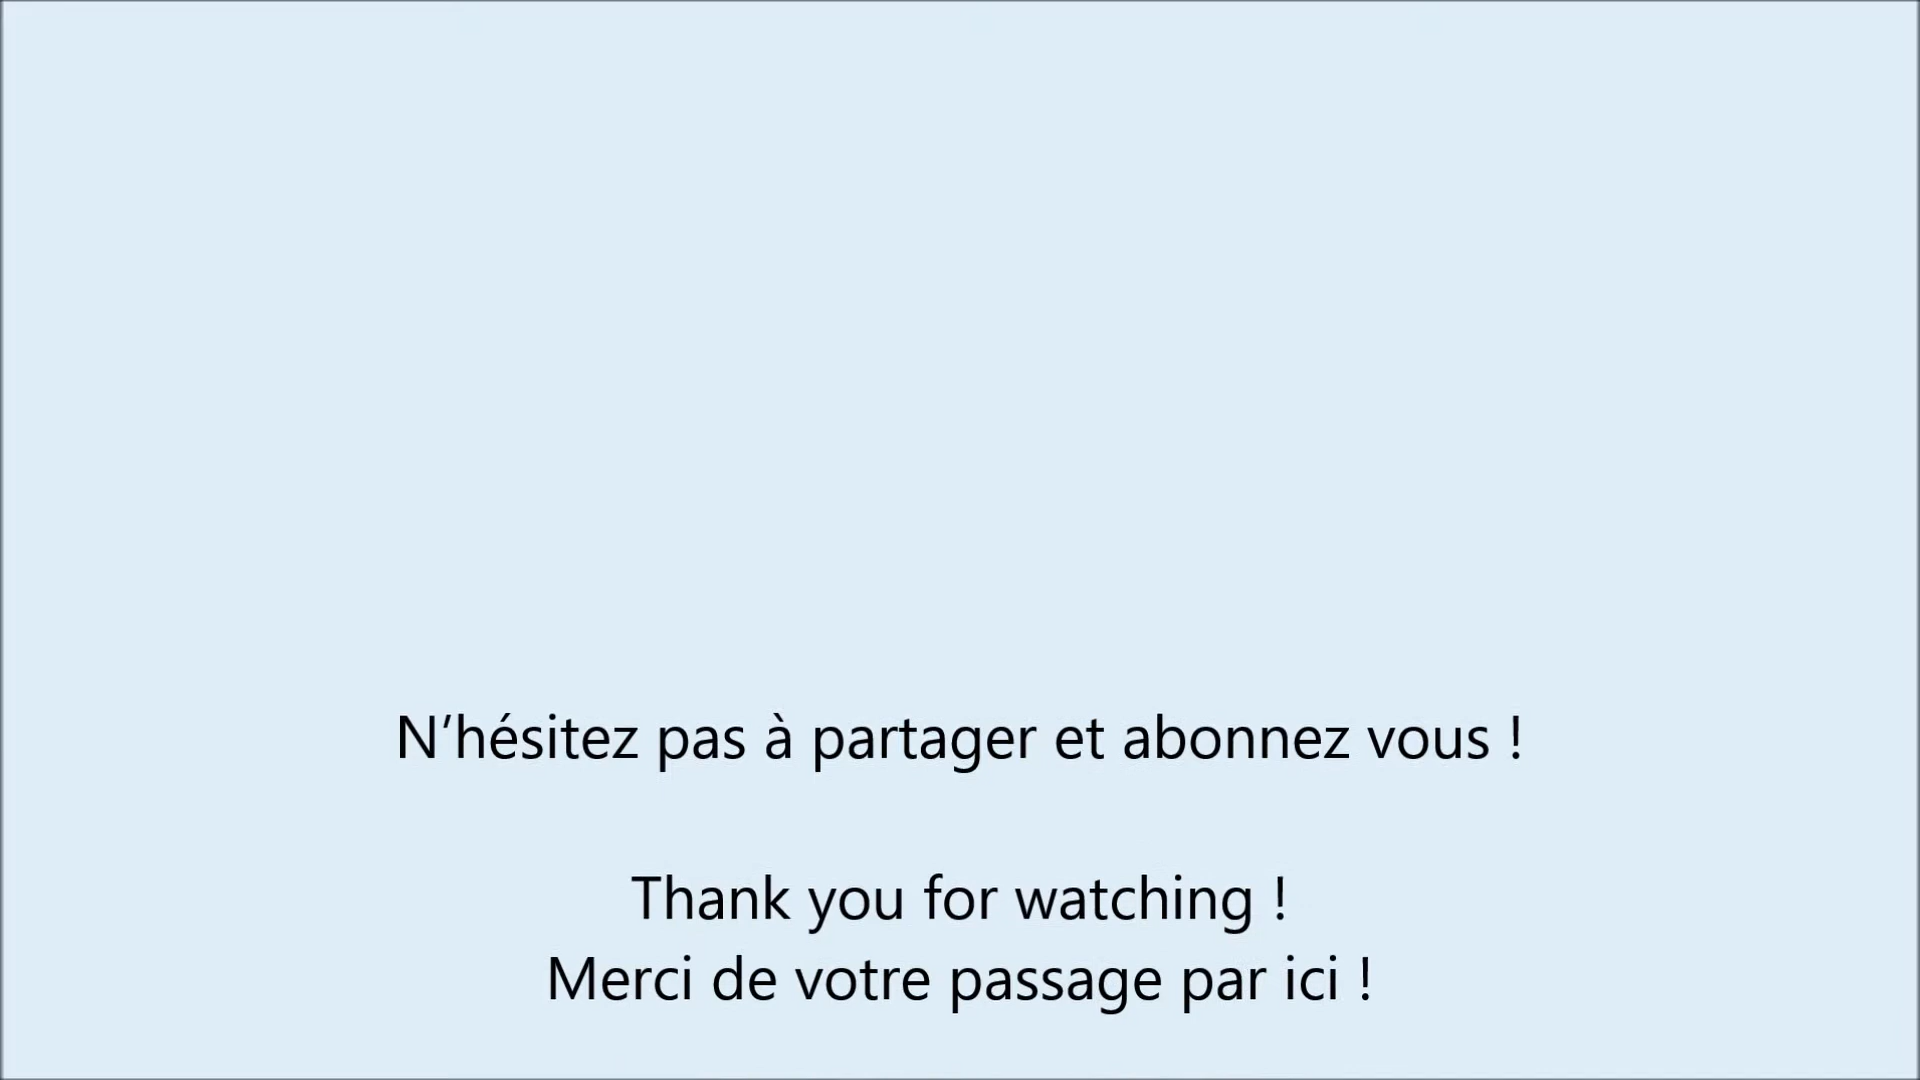 N’hésitez pas à partager et abonnez vous !
Thank you for watching !
Merci de votre passage par ici !